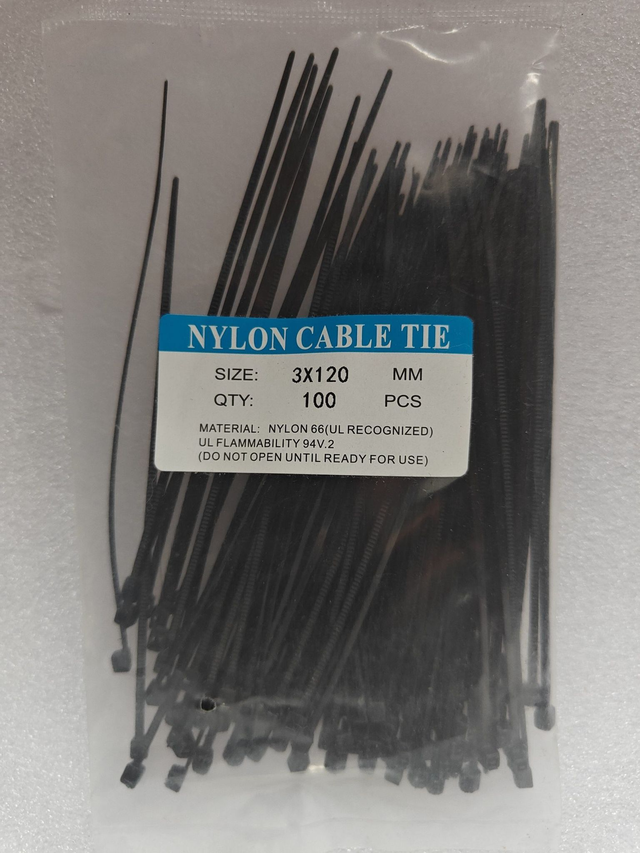 NYLON CABLE TIE
SIZE: 3X120 MM
QTY: 100 PCS
MATERIAL: NYLON 66(UL RECOGNIZED)
UL FLAMMABILITY 94V.2
(DO NOT OPEN UNTIL READY FOR USE)